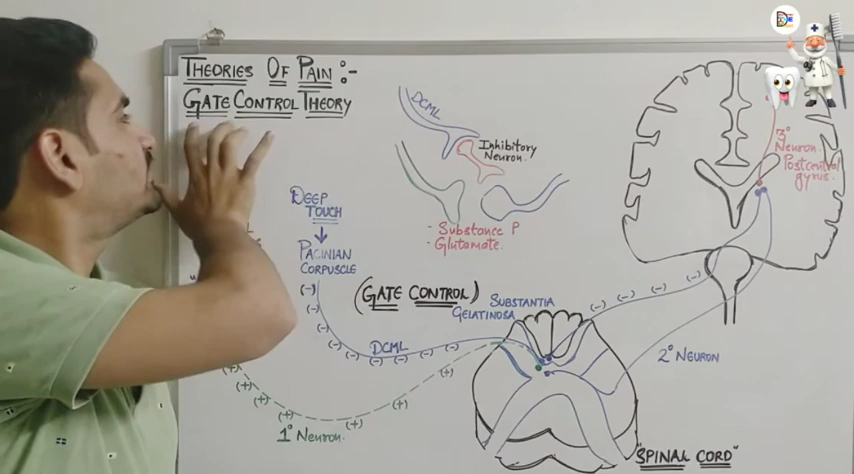 THEORIES OF PAIN :-
GATE CONTROL THEORY
DCML
Inhibitory
Neuron.
- Substance P
- Glutamate.
3° Neuron
Postcentral
gyrus.
DEEP
TOUCH
PACINIAN
CORPUSCLE
(GATE CONTROL)
SUBSTANTIA
GELATINOSA
(-)
(-)
(-)
(-)
(-)
(-)
(-)
(-)
(-)
DCML
(-)
(-)
(-)
(-)
2° NEURON
(+)
(+)
(+)
(+)
(+)
(+)
1° Neuron.
"SPINAL CORD"